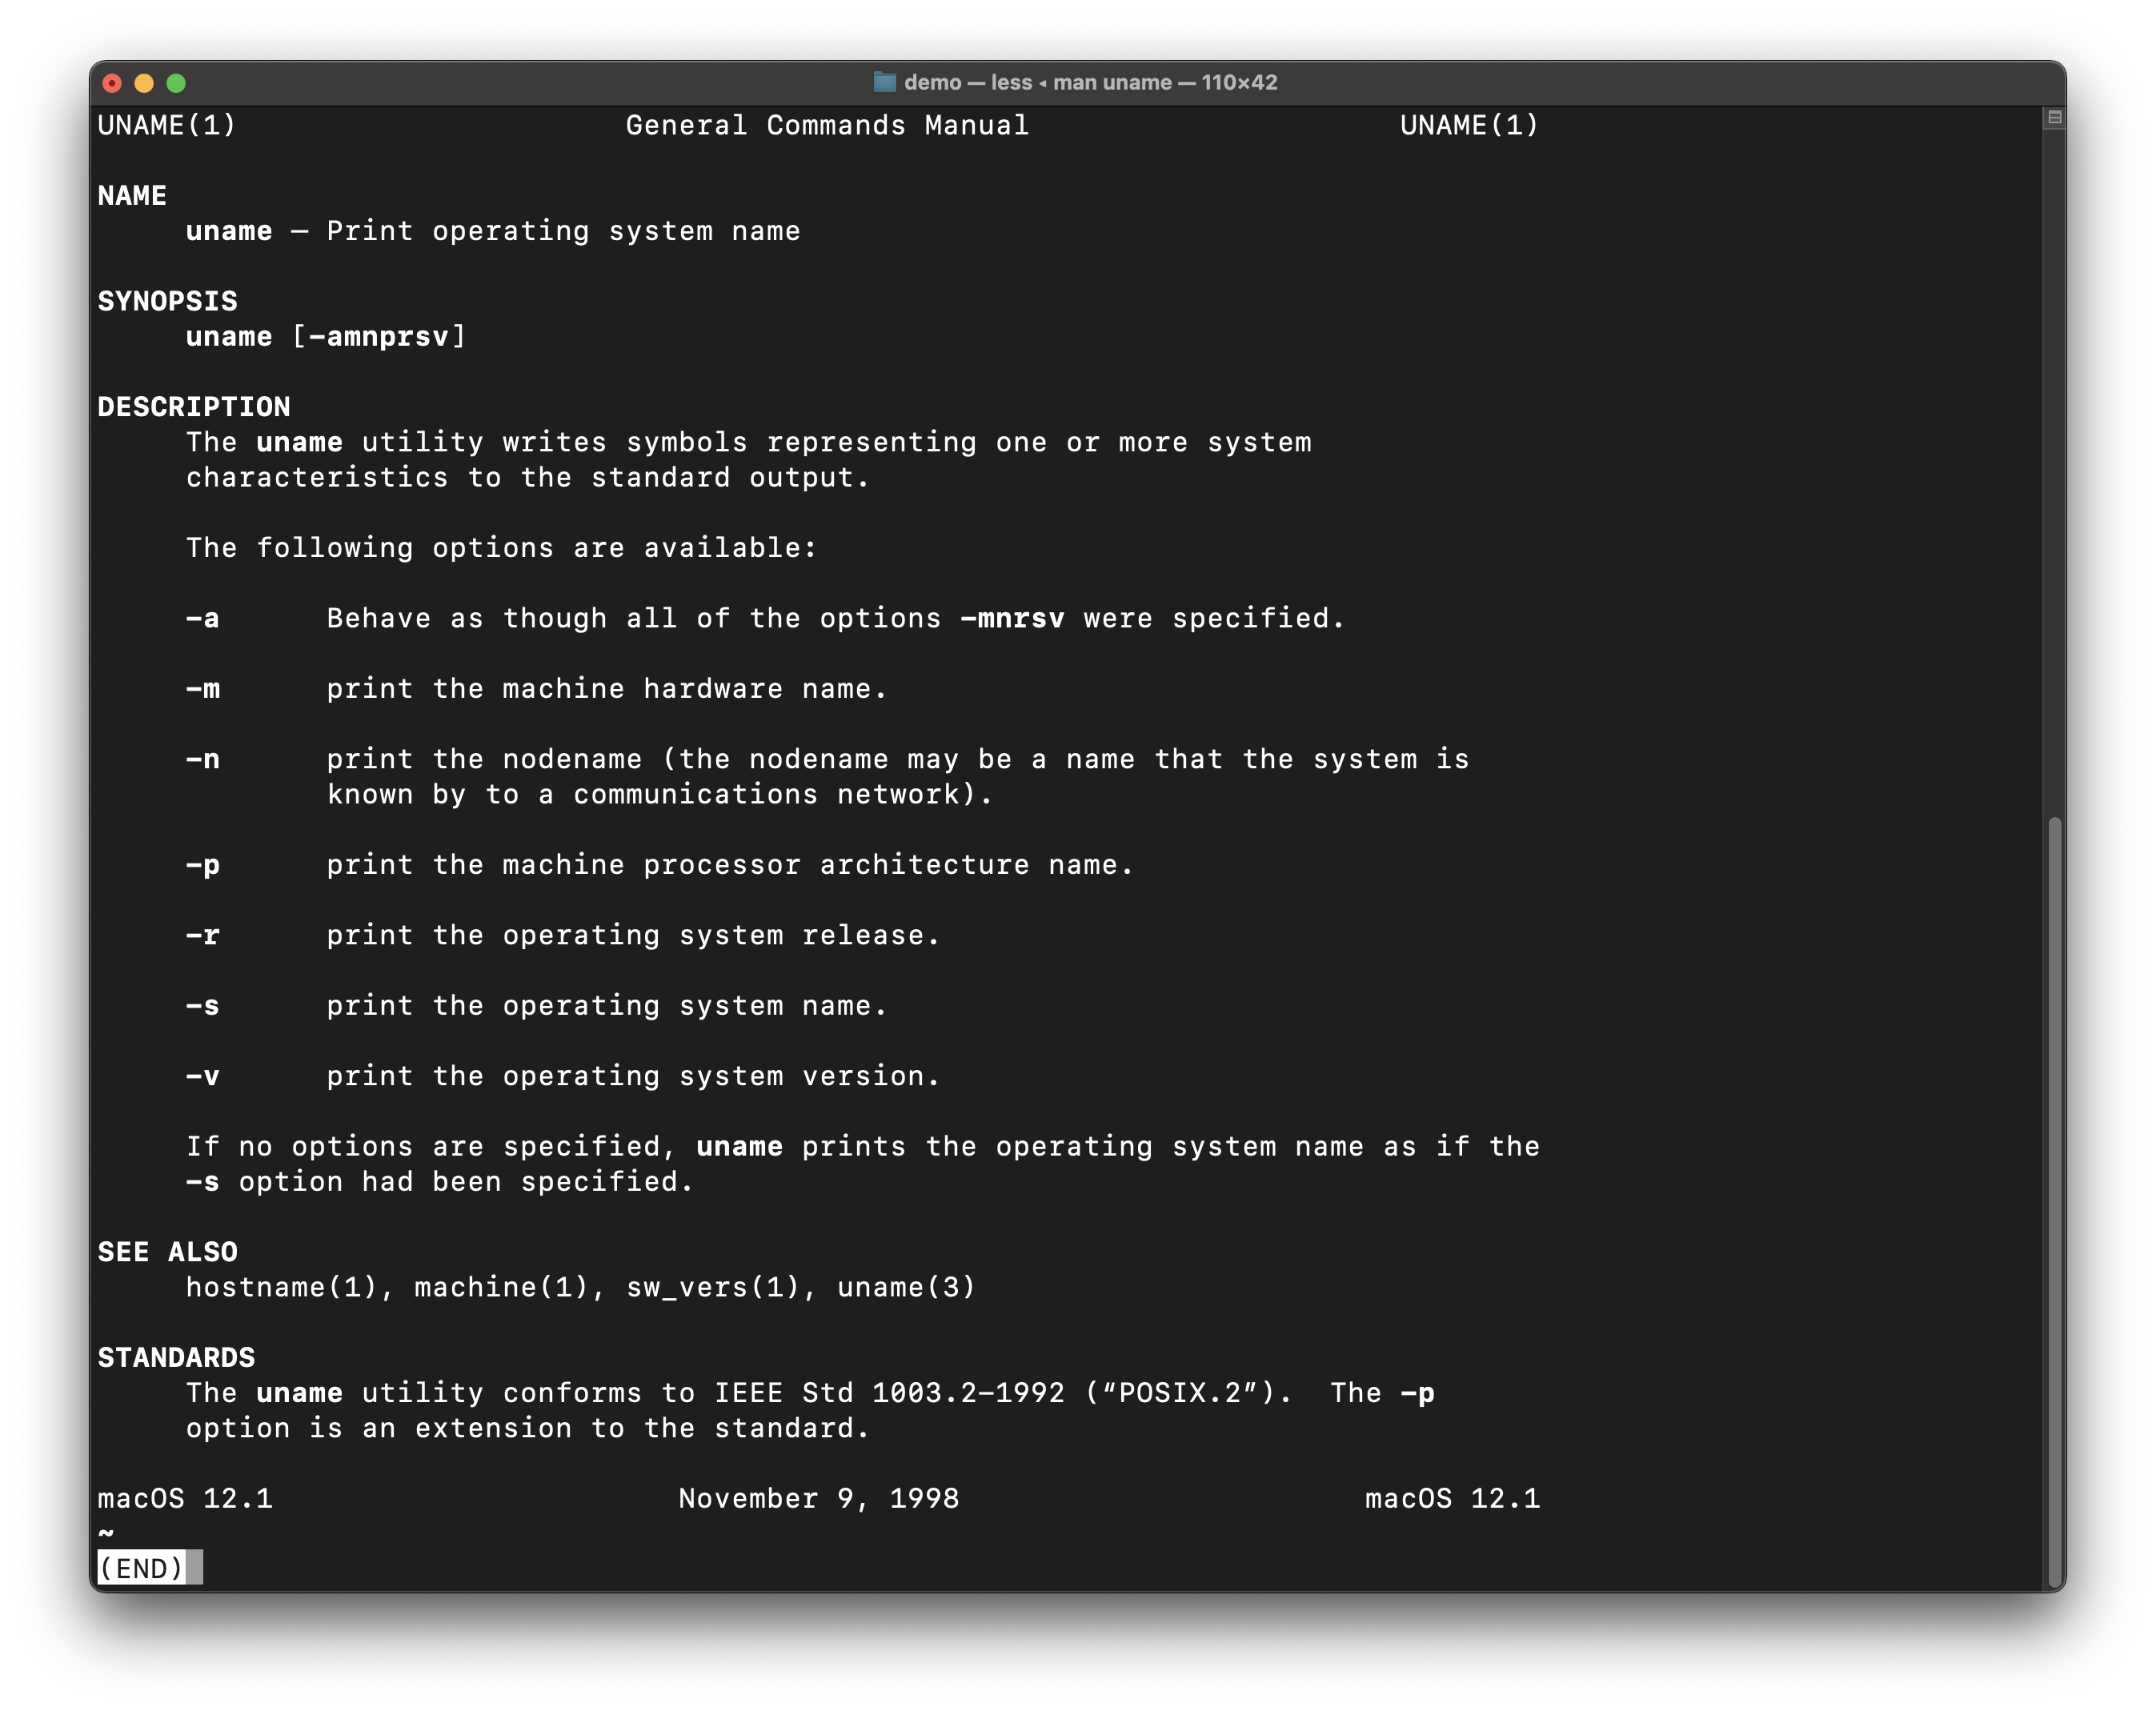 demo — less ◂ man uname — 110×42
UNAME(1)                      General Commands Manual                     UNAME(1)
NAME
     uname – Print operating system name
SYNOPSIS
     uname [-amnprsv]
DESCRIPTION
     The uname utility writes symbols representing one or more system
     characteristics to the standard output.
     The following options are available:
     -a      Behave as though all of the options -mnrsv were specified.
     -m      print the machine hardware name.
     -n      print the nodename (the nodename may be a name that the system is
             known by to a communications network).
     -p      print the machine processor architecture name.
     -r      print the operating system release.
     -s      print the operating system name.
     -v      print the operating system version.
     If no options are specified, uname prints the operating system name as if the
     -s option had been specified.
SEE ALSO
     hostname(1), machine(1), sw_vers(1), uname(3)
STANDARDS
     The uname utility conforms to IEEE Std 1003.2-1992 (“POSIX.2”).  The -p
     option is an extension to the standard.
macOS 12.1                       November 9, 1998                       macOS 12.1
~
(END)